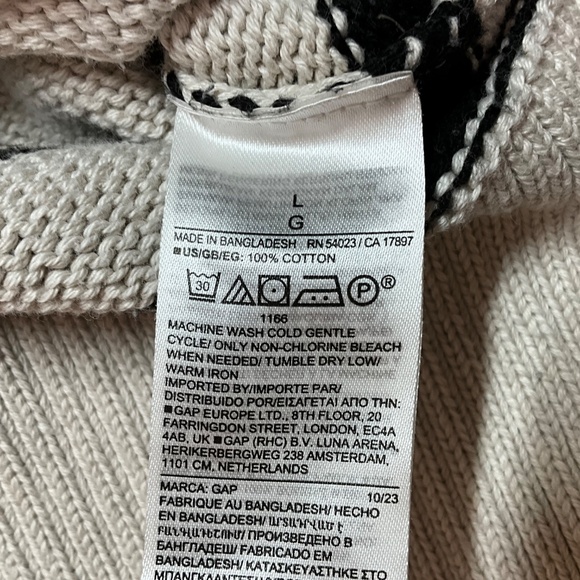 L
G
MADE IN BANGLADESH RN 54023 / CA 17897
■US/GB/EG: 100% COTTON
30 P ®
1166
MACHINE WASH COLD GENTLE
CYCLE/ ONLY NON-CHLORINE BLEACH
WHEN NEEDED/ TUMBLE DRY LOW/
WARM IRON
IMPORTED BY/IMPORTE PAR/
DISTRIBUIDO POR/ΕΙΣΑΓΕΤΑΙ ΑΠΟ ΤΗΝ:
■GAP EUROPE LTD., 8TH FLOOR, 20
FARRINGDON STREET, LONDON, EC4A
4AB, UK ■GAP (RHC) B.V. LUNA ARENA,
HERIKERBERGWEG 238 AMSTERDAM,
1101 CM, NETHERLANDS
MARCA: GAP 10/23
FABRIQUE AU BANGLADESH/ HECHO
EN BANGLADESH/ ԱՐՏԱԴՐՎԱԾ Է
ԲԱՆԳԼԱԴԵՇՈՒՄ/ ПРОИЗВЕДЕНО В
БАНГЛАДЕШ/ FABRICADO EM
BANGLADESH/ ΚΑΤΑΣΚΕΥΑΣΤΗΚΕ ΣΤΟ